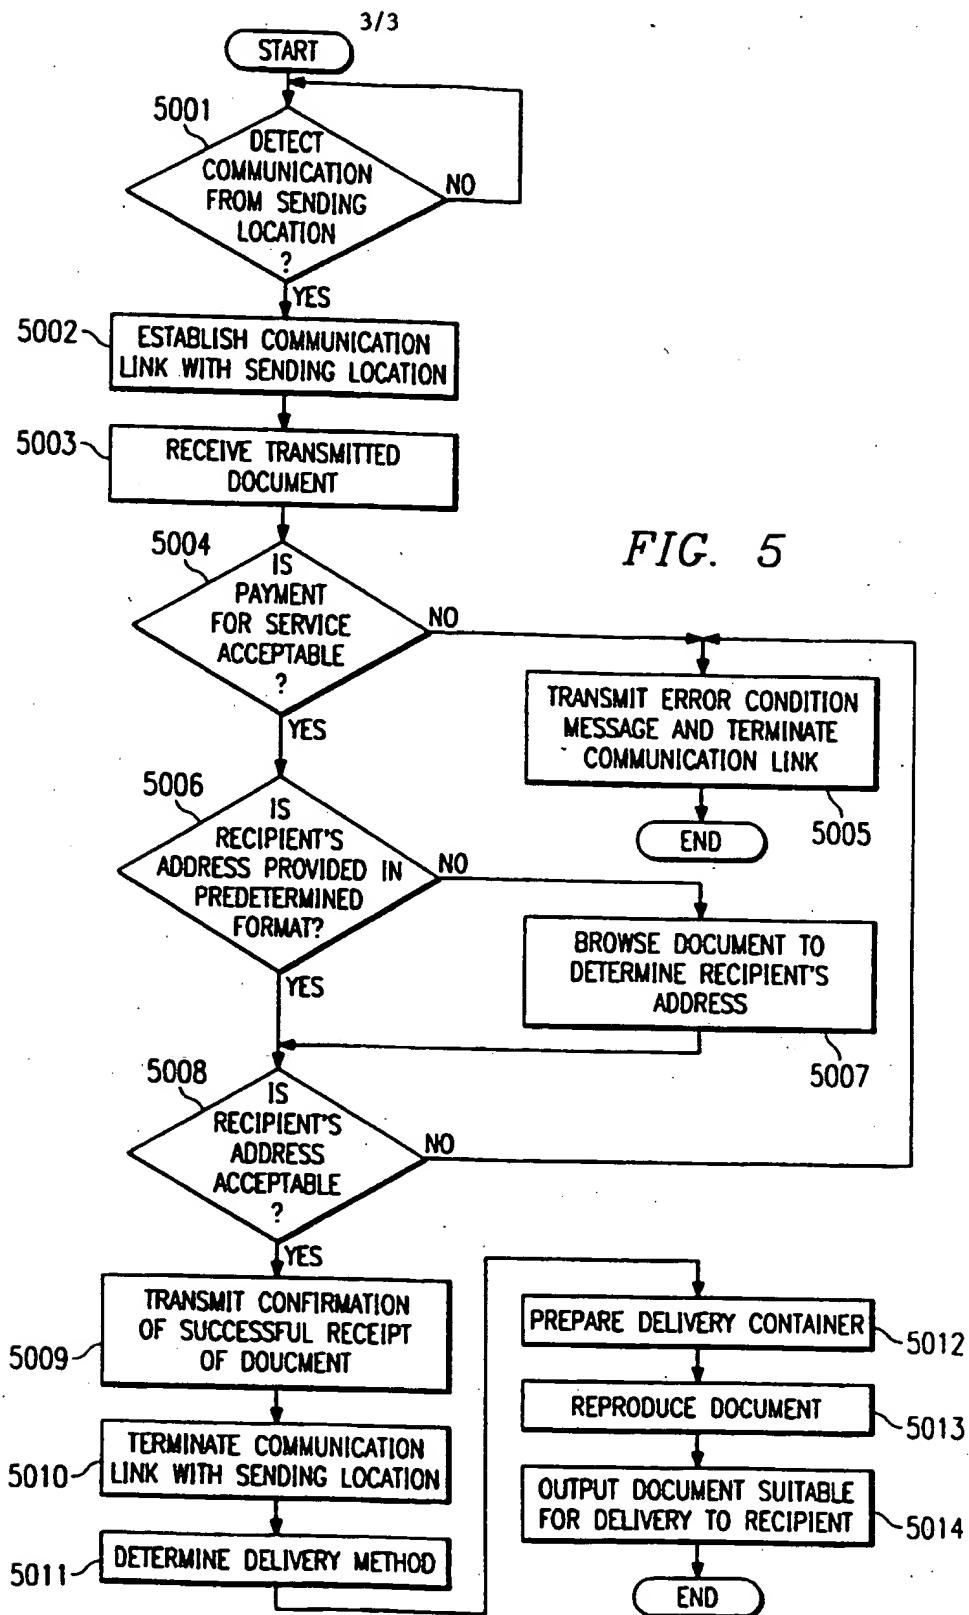 3/3
START
5001
DETECT
COMMUNICATION
FROM SENDING
LOCATION
?
NO
YES
5002
ESTABLISH COMMUNICATION
LINK WITH SENDING LOCATION
5003
RECEIVE TRANSMITTED
DOCUMENT
FIG. 5
5004
IS
PAYMENT
FOR SERVICE
ACCEPTABLE
?
NO
YES
TRANSMIT ERROR CONDITION
MESSAGE AND TERMINATE
COMMUNICATION LINK
5005
END
5006
IS
RECIPIENT'S
ADDRESS PROVIDED IN
PREDETERMINED
FORMAT?
NO
YES
BROWSE DOCUMENT TO
DETERMINE RECIPIENT'S
ADDRESS
5007
5008
IS
RECIPIENT'S
ADDRESS
ACCEPTABLE
?
NO
YES
5009
TRANSMIT CONFIRMATION
OF SUCCESSFUL RECEIPT
OF DOUCMENT
5010
TERMINATE COMMUNICATION
LINK WITH SENDING LOCATION
5011
DETERMINE DELIVERY METHOD
PREPARE DELIVERY CONTAINER
5012
REPRODUCE DOCUMENT
5013
OUTPUT DOCUMENT SUITABLE
FOR DELIVERY TO RECIPIENT
5014
END